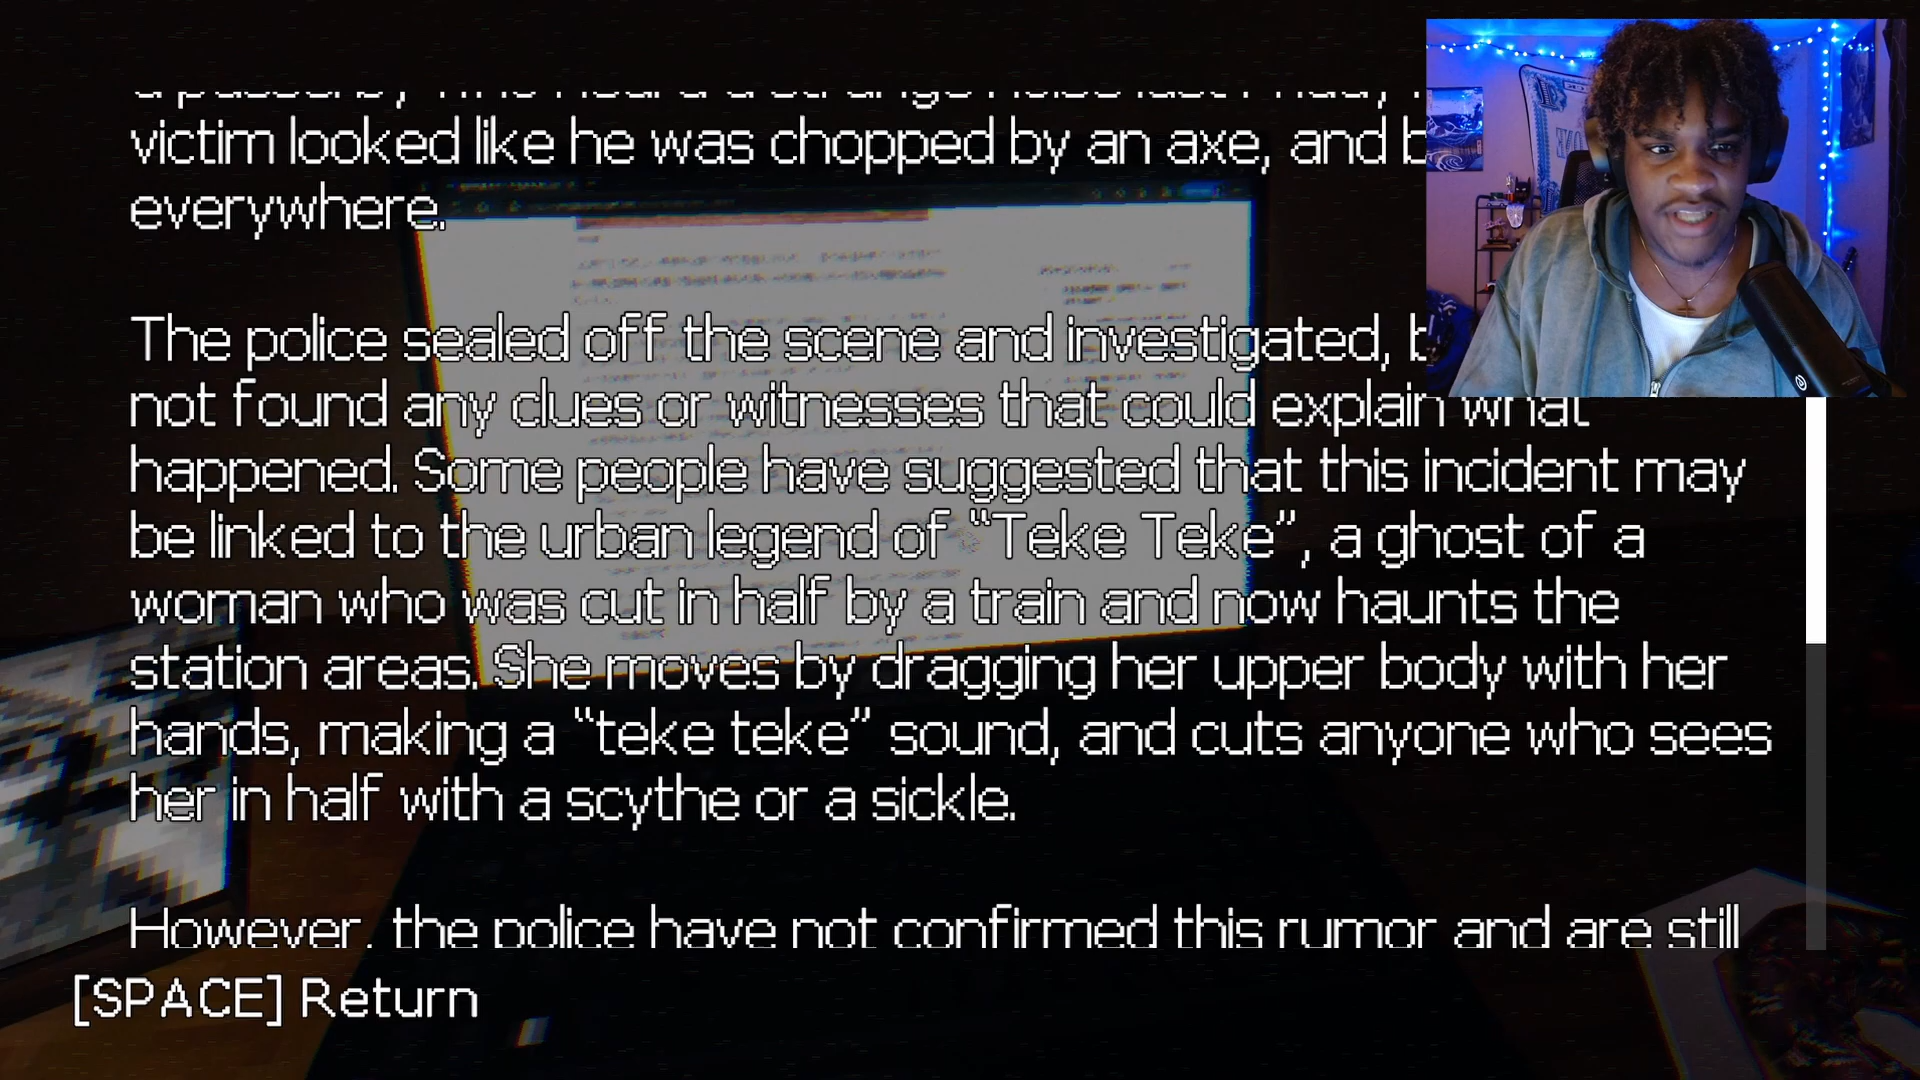 victim looked like he was chopped by an axe, and
everywhere.
The police sealed off the scene and investigated,
not found any clues or witnesses that could explain what
happened. Some people have suggested that this incident may
be linked to the urban legend of “Teke Teke”, a ghost of a
woman who was cut in half by a train and now haunts the
station areas. She moves by dragging her upper body with her
hands, making a “teke teke” sound, and cuts anyone who sees
her in half with a scythe or a sickle.
However, the police have not confirmed this rumor and are still
[SPACE] Return